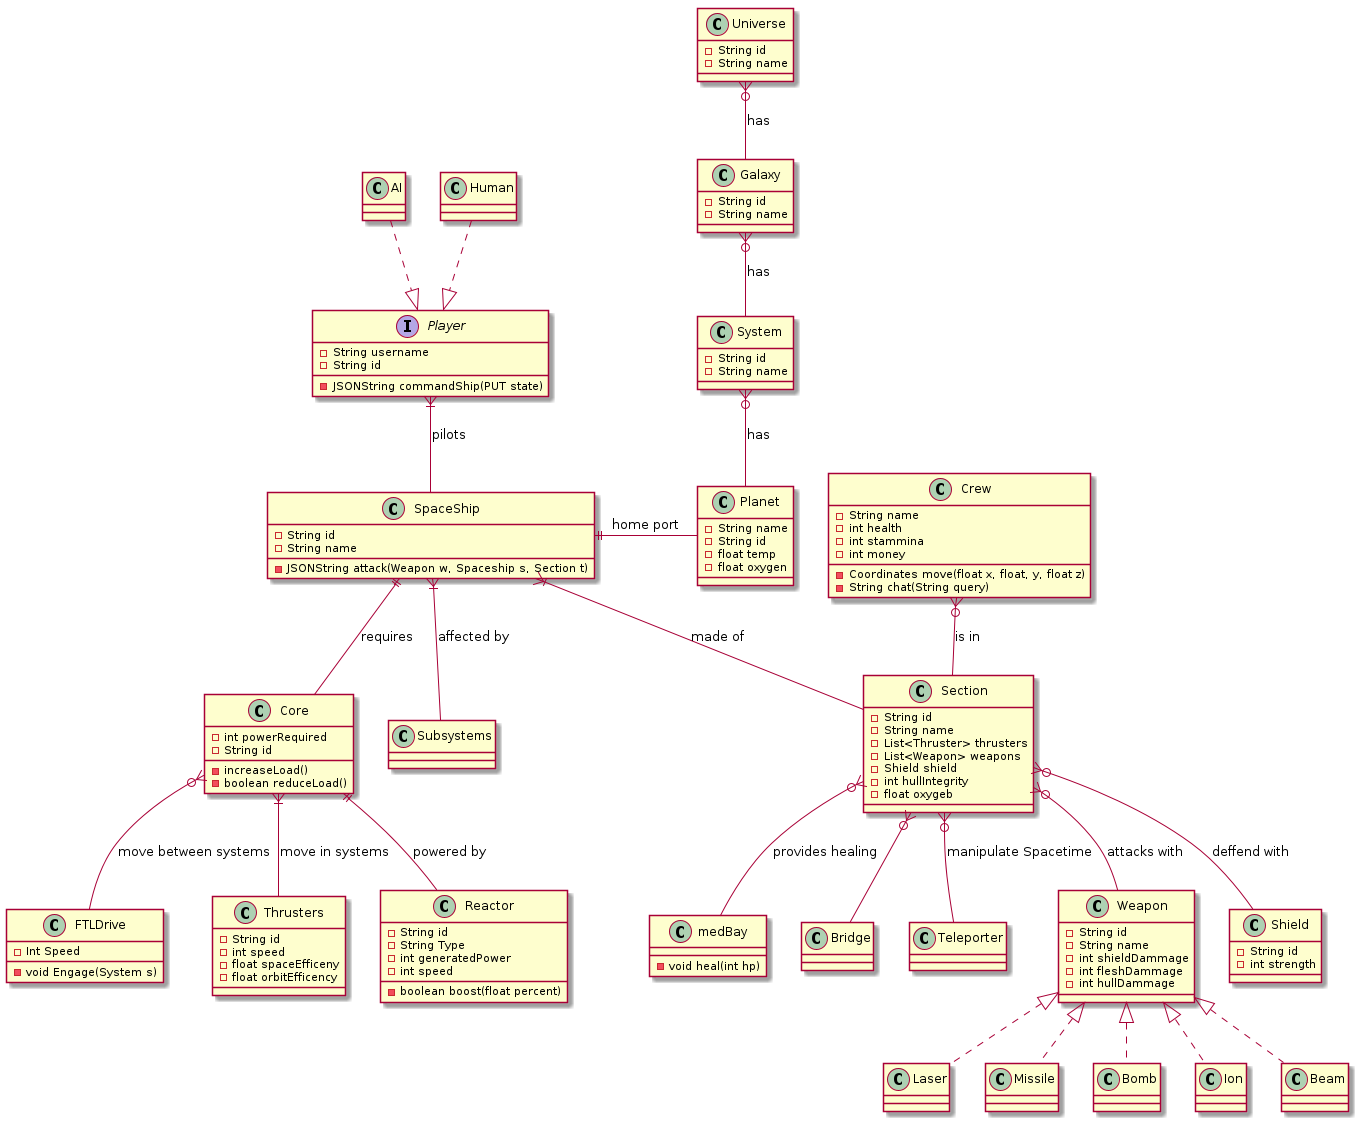 C Universe
String id
String name
has
C Galaxy
String id
String name
C AI
C Human
has
I Player
String username
String id
JSONString commandShip(PUT state)
C System
String id
String name
pilots
has
C SpaceShip
String id
String name
JSONString attack(Weapon w, Spaceship s, Section t)
home port
C Planet
String name
String id
float temp
float oxygen
C Crew
String name
int health
int stammina
int money
Coordinates move(float x, float, y, float z)
String chat(String query)
requires
affected by
made of
is in
C Core
int powerRequired
String id
increaseLoad()
boolean reduceLoad()
C Subsystems
C Section
String id
String name
List<Thruster> thrusters
List<Weapon> weapons
Shield shield
int hullIntegrity
float oxygeb
move between systems
move in systems
powered by
provides healing
manipulate Spacetime
attacks with
deffend with
C FTLDrive
Int Speed
void Engage(System s)
C Thrusters
String id
int speed
float spaceEfficeny
float orbitEfficency
C Reactor
String id
String Type
int generatedPower
int speed
boolean boost(float percent)
C medBay
void heal(int hp)
C Bridge
C Teleporter
C Weapon
String id
String name
int shieldDammage
int fleshDammage
int hullDammage
C Shield
String id
int strength
C Laser
C Missile
C Bomb
C Ion
C Beam